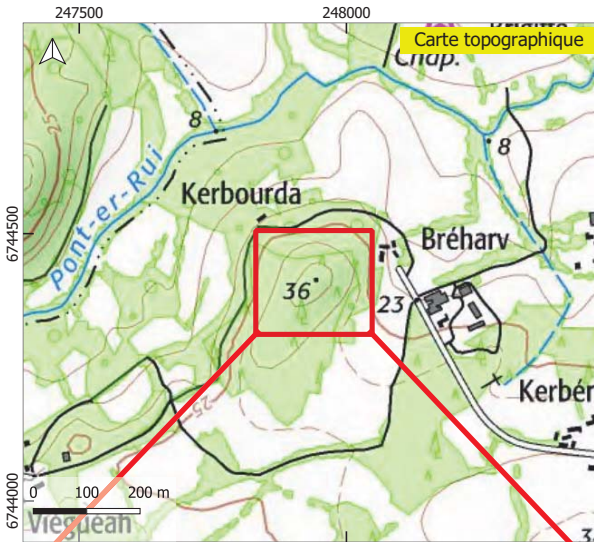 247500
248000
Carte topographique
Chap.
8
8
Pont-er-Rui
25
Kerbourda
6744500
Bréharv
36
23
Kerbér
25
0 100 200 m
6744000
3